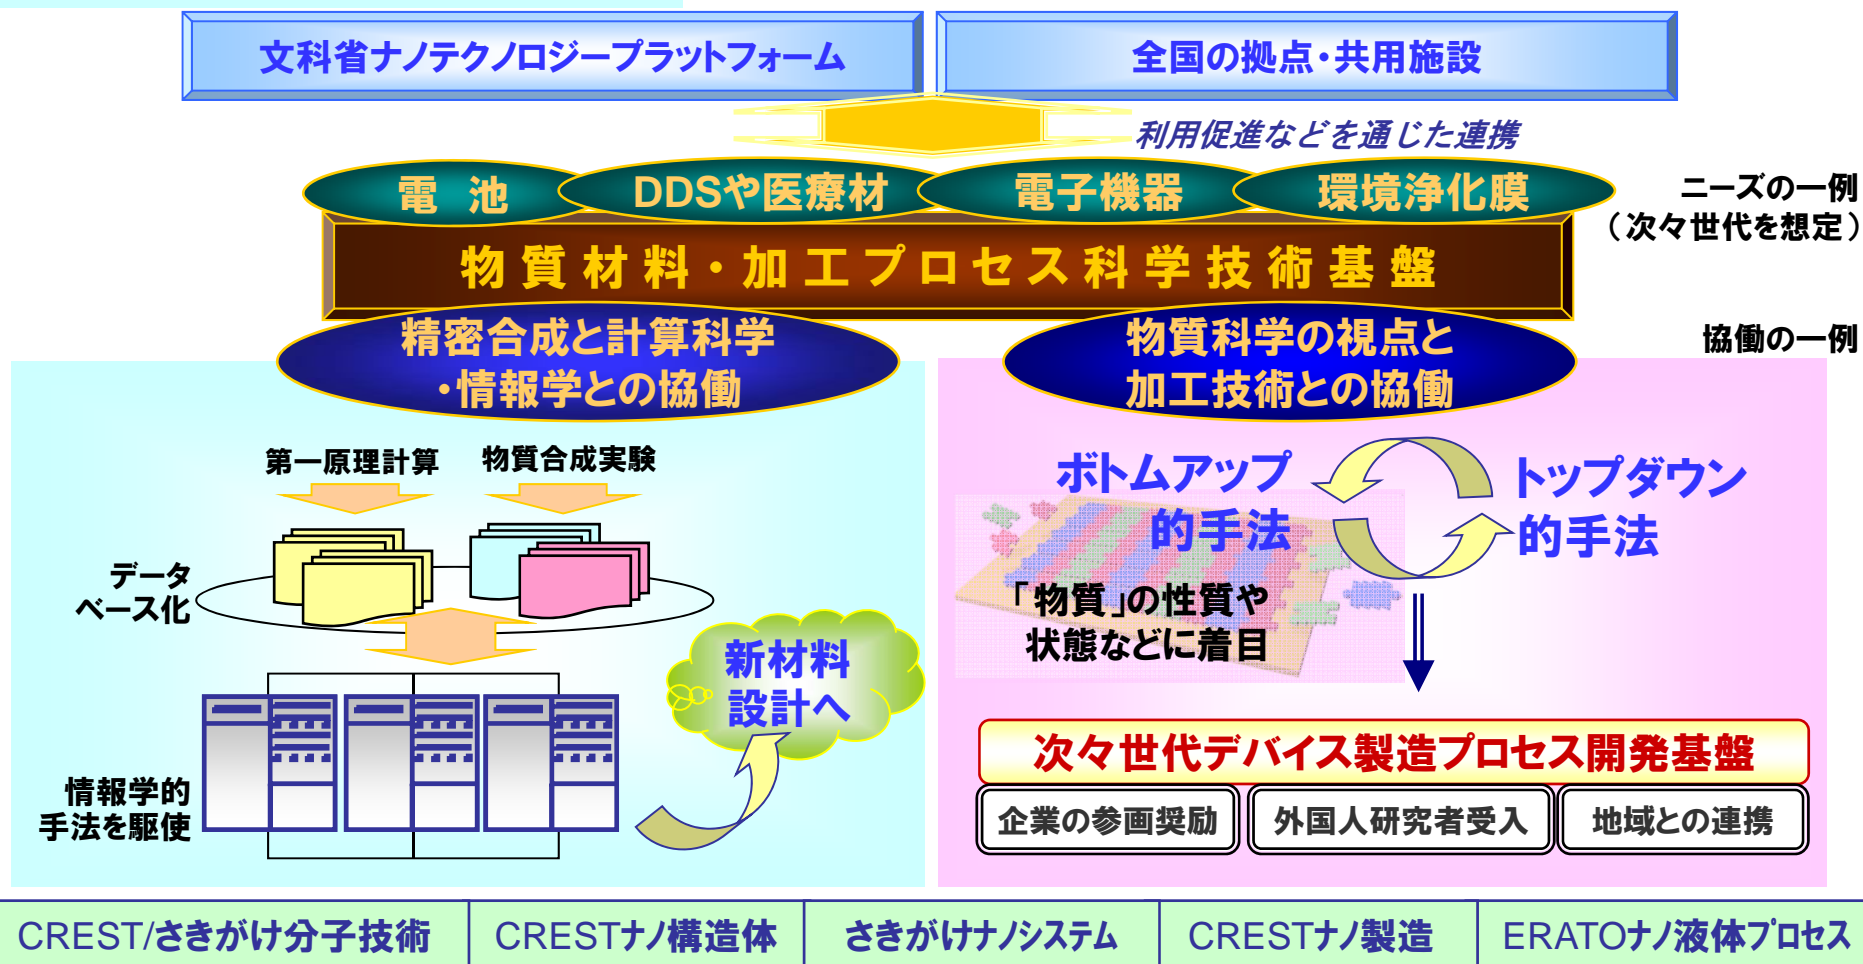 文科省ナノテクノロジープラットフォーム
全国の拠点・共用施設
利用促進などを通じた連携
電 池
DDSや医療材
電子機器
環境浄化膜
ニーズの一例
（次々世代を想定）
物質材料・加工プロセス科学技術基盤
精密合成と計算科学
・情報学との協働
物質科学の視点と
加工技術との協働
協働の一例
第一原理計算
物質合成実験
データ
ベース化
新材料
設計へ
情報学的
手法を駆使
ボトムアップ
的手法
トップダウン
的手法
「物質」の性質や
状態などに着目
次々世代デバイス製造プロセス開発基盤
企業の参画奨励
外国人研究者受入
地域との連携
CREST/さきがけ分子技術
CRESTナノ構造体
さきがけナノシステム
CRESTナノ製造
ERATOナノ液体プロセス